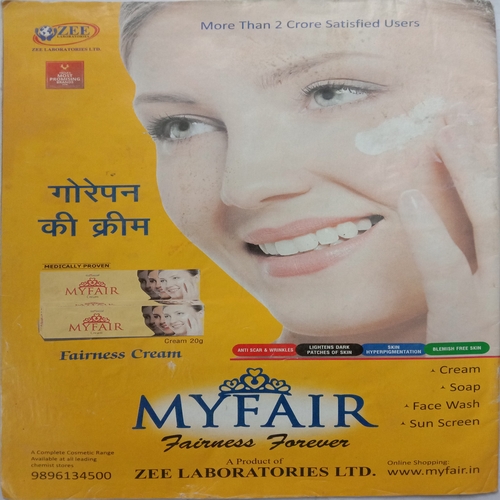 More Than 2 Crore Satisfied Users
ZEE
ZEE LABORATORIES LTD.
MOST
PROMISING
गोरेपन
की क्रीम
MEDICALLY PROVEN
MYFAIR
MYFAIR
Cream 20g
Fairness Cream
ANTI SCAR & WRINKLES
LIGHTENS DARK
PATCHES OF SKIN
SKIN
HYPERPIGMENTATION
BLEMISH FREE SKIN
Cream
Soap
Face Wash
Sun Screen
MYFAIR
Fairness Forever
A Product of
ZEE LABORATORIES LTD.
A Complete Cosmetic Range
Available at all leading
chemist stores
9896134500
Online Shopping:
www.myfair.in